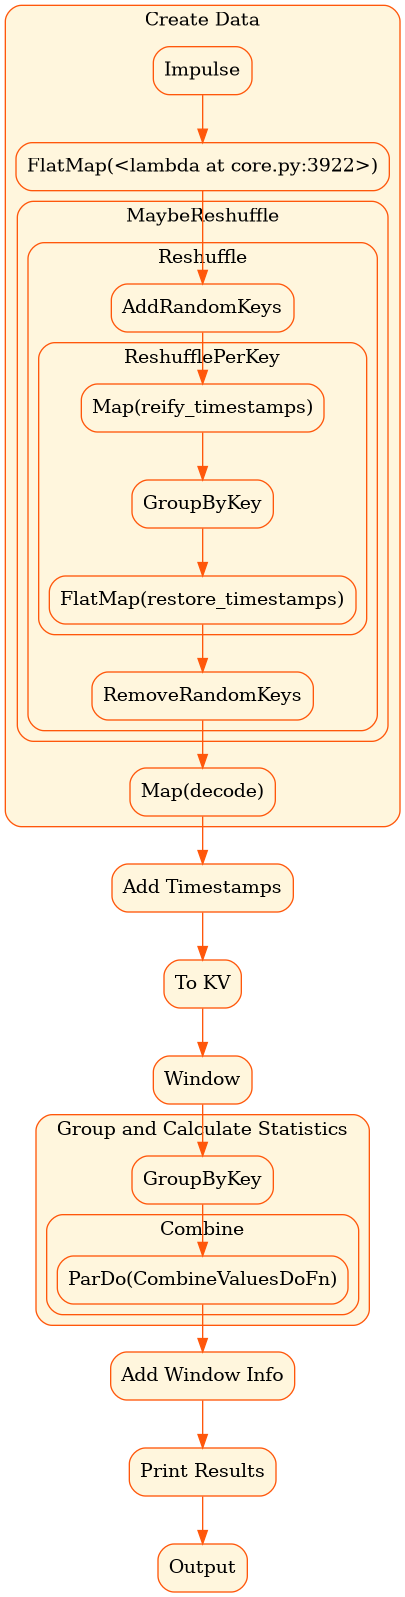 Create Data
Impulse
FlatMap(<lambda at core.py:3922>)
MaybeReshuffle
Reshuffle
AddRandomKeys
ReshufflePerKey
Map(reify_timestamps)
GroupByKey
FlatMap(restore_timestamps)
RemoveRandomKeys
Map(decode)
Add Timestamps
To KV
Window
Group and Calculate Statistics
GroupByKey
Combine
ParDo(CombineValuesDoFn)
Add Window Info
Print Results
Output